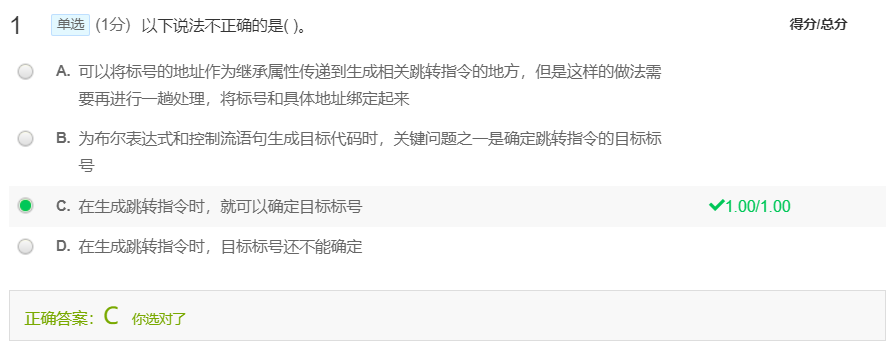 1 单选 (1分) 以下说法不正确的是( )。 得分/总分
A. 可以将标号的地址作为继承属性传递到生成相关跳转指令的地方，但是这样的做法需
要再进行一趟处理，将标号和具体地址绑定起来
B. 为布尔表达式和控制流语句生成目标代码时，关键问题之一是确定跳转指令的目标标
号
C. 在生成跳转指令时，就可以确定目标标号 1.00/1.00
D. 在生成跳转指令时，目标标号还不能确定
正确答案：C 你选对了